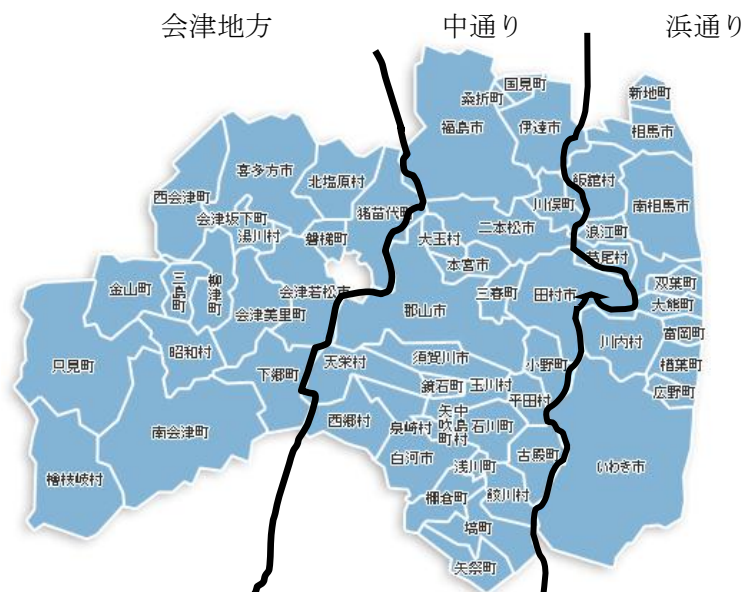 会津地方
中通り
浜通り
国見町
桑折町
新地町
福島市
伊達市
相馬市
喜多方市
北塩原村
飯舘村
西会津町
南相馬市
川俣町
会津坂下町
猪苗代町
湯川村
磐梯町
大玉村
二本松市
浪江町
葛尾村
本宮市
金山町
三島町
柳津町
会津若松市
三春町
田村市
双葉町
大熊町
会津美里町
郡山市
富岡町
川内村
昭和村
只見町
下郷町
天栄村
須賀川市
小野町
楢葉町
鏡石町
玉川村
広野町
平田村
南会津町
西郷村
泉崎村
矢吹町
中島村
石川町
白河市
浅川町
古殿町
いわき市
檜枝岐村
棚倉町
鮫川村
塙町
矢祭町